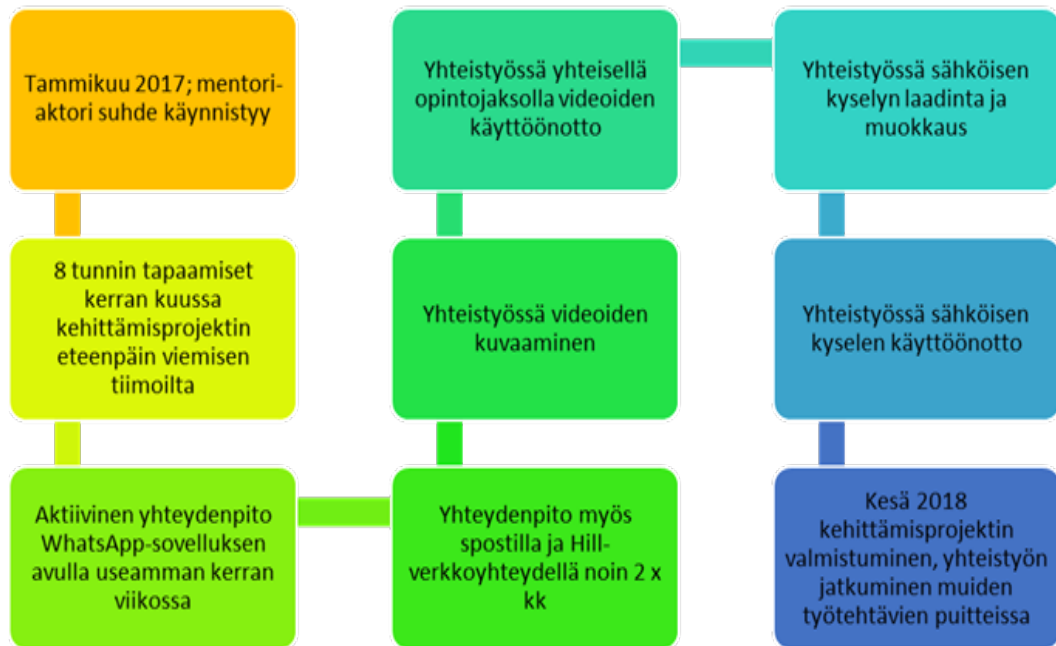 Tammikuu 2017; mentori-
aktori suhde käynnistyy
8 tunnin tapaamiset
kerran kuussa
kehittämisprojektin
eteenpäin viemisen
tiimoilta
Aktiivinen yhteydenpito
WhatsApp-sovelluksen
avulla useamman kerran
viikossa
Yhteydenpito myös
spostilla ja Hill-
verkkoyhteydellä noin 2 x
kk
Yhteistyössä videoiden
kuvaaminen
Yhteistyössä yhteisellä
opintojaksolla videoiden
käyttöönotto
Yhteistyössä sähköisen
kyselyn laadinta ja
muokkaus
Yhteistyössä sähköisen
kyselen käyttöönotto
Kesä 2018
kehittämisprojektin
valmistuminen, yhteistyön
jatkuminen muiden
työtehtävien puitteissa